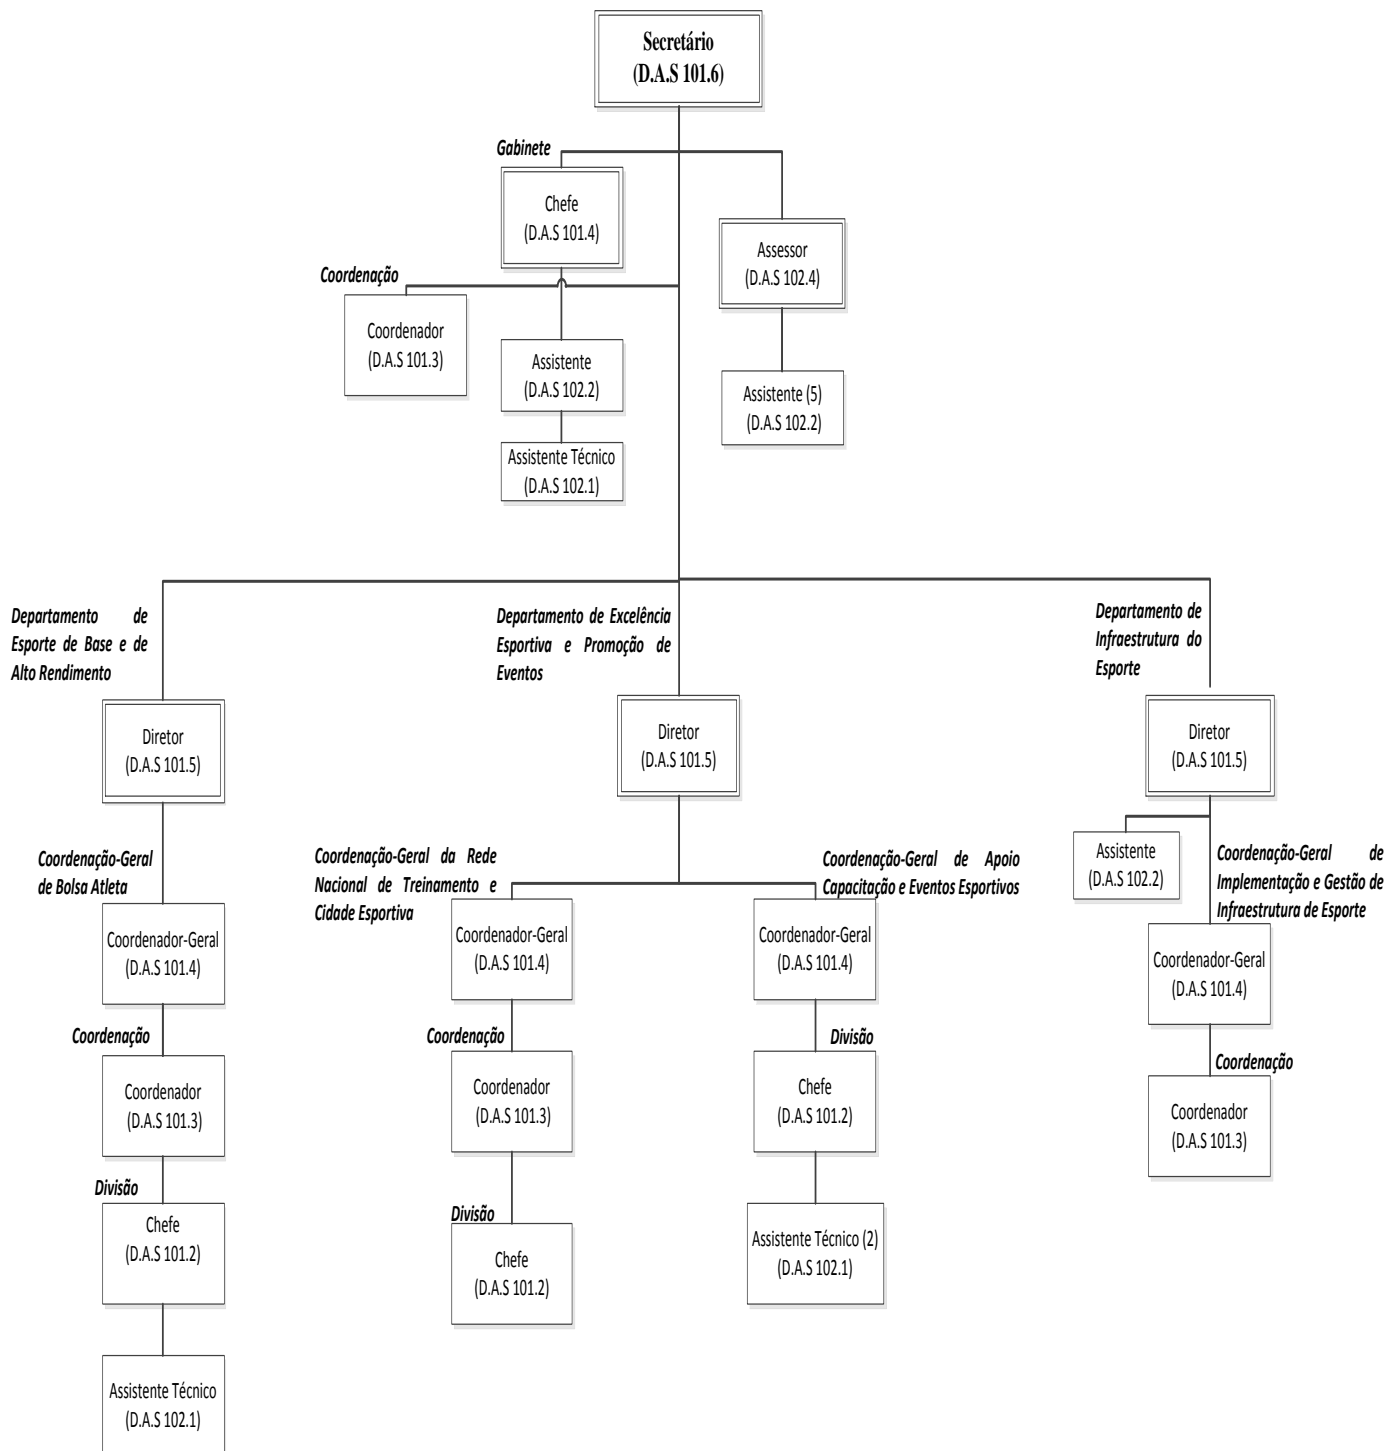 Secretário
(D.A.S 101.6)
Gabinete
Chefe
(D.A.S 101.4)
Assessor
(D.A.S 102.4)
Coordenação
Coordenador
(D.A.S 101.3)
Assistente
(D.A.S 102.2)
Assistente (5)
(D.A.S 102.2)
Assistente Técnico
(D.A.S 102.1)
Departamento de
Esporte de Base e de
Alto Rendimento
Departamento de Excelência
Esportiva e Promoção de
Eventos
Departamento de
Infraestrutura do
Esporte
Diretor
(D.A.S 101.5)
Diretor
(D.A.S 101.5)
Diretor
(D.A.S 101.5)
Coordenação-Geral
de Bolsa Atleta
Coordenação-Geral da Rede
Nacional de Treinamento e
Cidade Esportiva
Coordenação-Geral de Apoio
Capacitação e Eventos Esportivos
Assistente
(D.A.S 102.2)
Coordenação-Geral de
Implementação e Gestão de
Infraestrutura de Esporte
Coordenador-Geral
(D.A.S 101.4)
Coordenador-Geral
(D.A.S 101.4)
Coordenador-Geral
(D.A.S 101.4)
Coordenador-Geral
(D.A.S 101.4)
Coordenação
Coordenação
Divisão
Coordenação
Coordenador
(D.A.S 101.3)
Coordenador
(D.A.S 101.3)
Chefe
(D.A.S 101.2)
Coordenador
(D.A.S 101.3)
Divisão
Chefe
(D.A.S 101.2)
Divisão
Chefe
(D.A.S 101.2)
Assistente Técnico (2)
(D.A.S 102.1)
Assistente Técnico
(D.A.S 102.1)